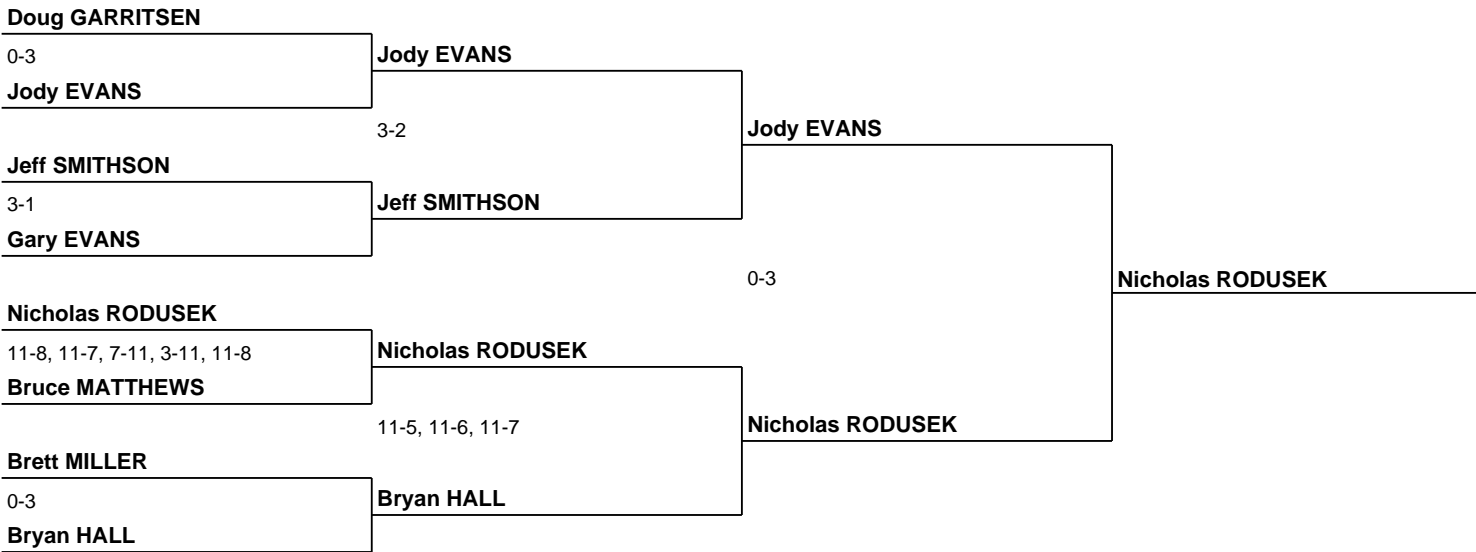 Doug GARRITSEN
0-3
Jody EVANS
Jody EVANS
3-2
Jody EVANS
Jeff SMITHSON
3-1
Jeff SMITHSON
Gary EVANS
0-3
Nicholas RODUSEK
Nicholas RODUSEK
11-8, 11-7, 7-11, 3-11, 11-8
Nicholas RODUSEK
Bruce MATTHEWS
11-5, 11-6, 11-7
Nicholas RODUSEK
Brett MILLER
0-3
Bryan HALL
Bryan HALL